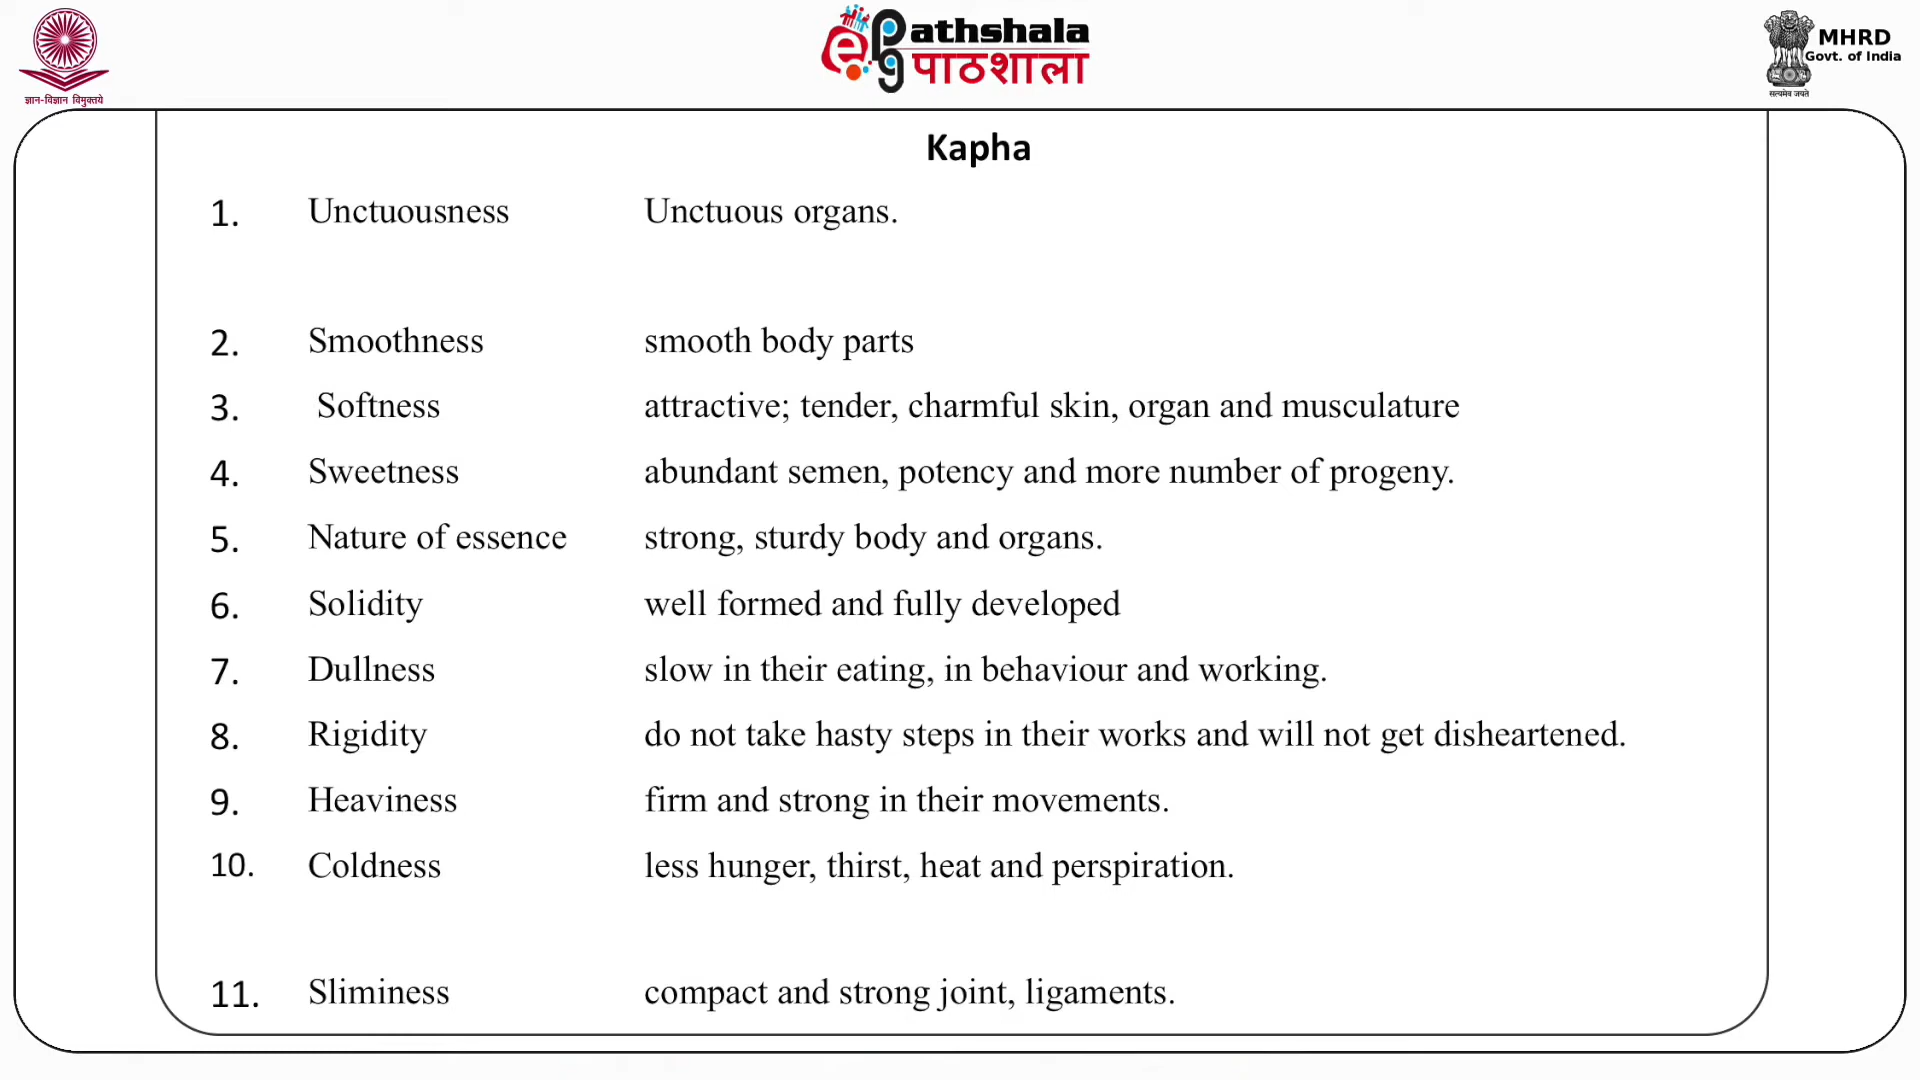 ज्ञान-विज्ञान विमुक्तये
ePathshala
पाठशाला
MHRD
Govt. of India
सत्यमेव जयते
Kapha
1. Unctuousness Unctuous organs.
2. Smoothness smooth body parts
3. Softness attractive; tender, charmful skin, organ and musculature
4. Sweetness abundant semen, potency and more number of progeny.
5. Nature of essence strong, sturdy body and organs.
6. Solidity well formed and fully developed
7. Dullness slow in their eating, in behaviour and working.
8. Rigidity do not take hasty steps in their works and will not get disheartened.
9. Heaviness firm and strong in their movements.
10. Coldness less hunger, thirst, heat and perspiration.
11. Sliminess compact and strong joint, ligaments.